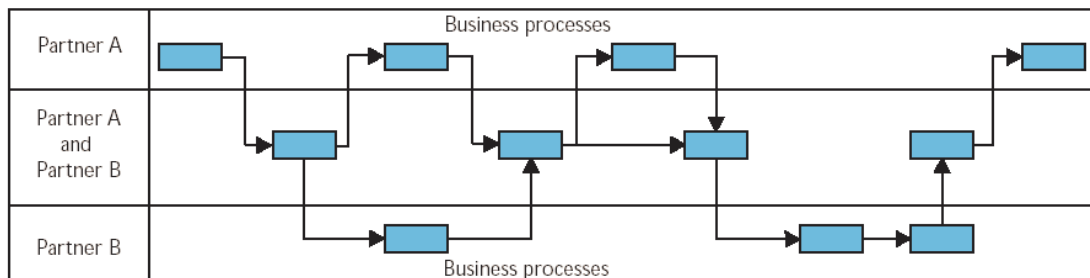 Business processes
Partner A
Partner A
and
Partner B
Partner B
Business processes